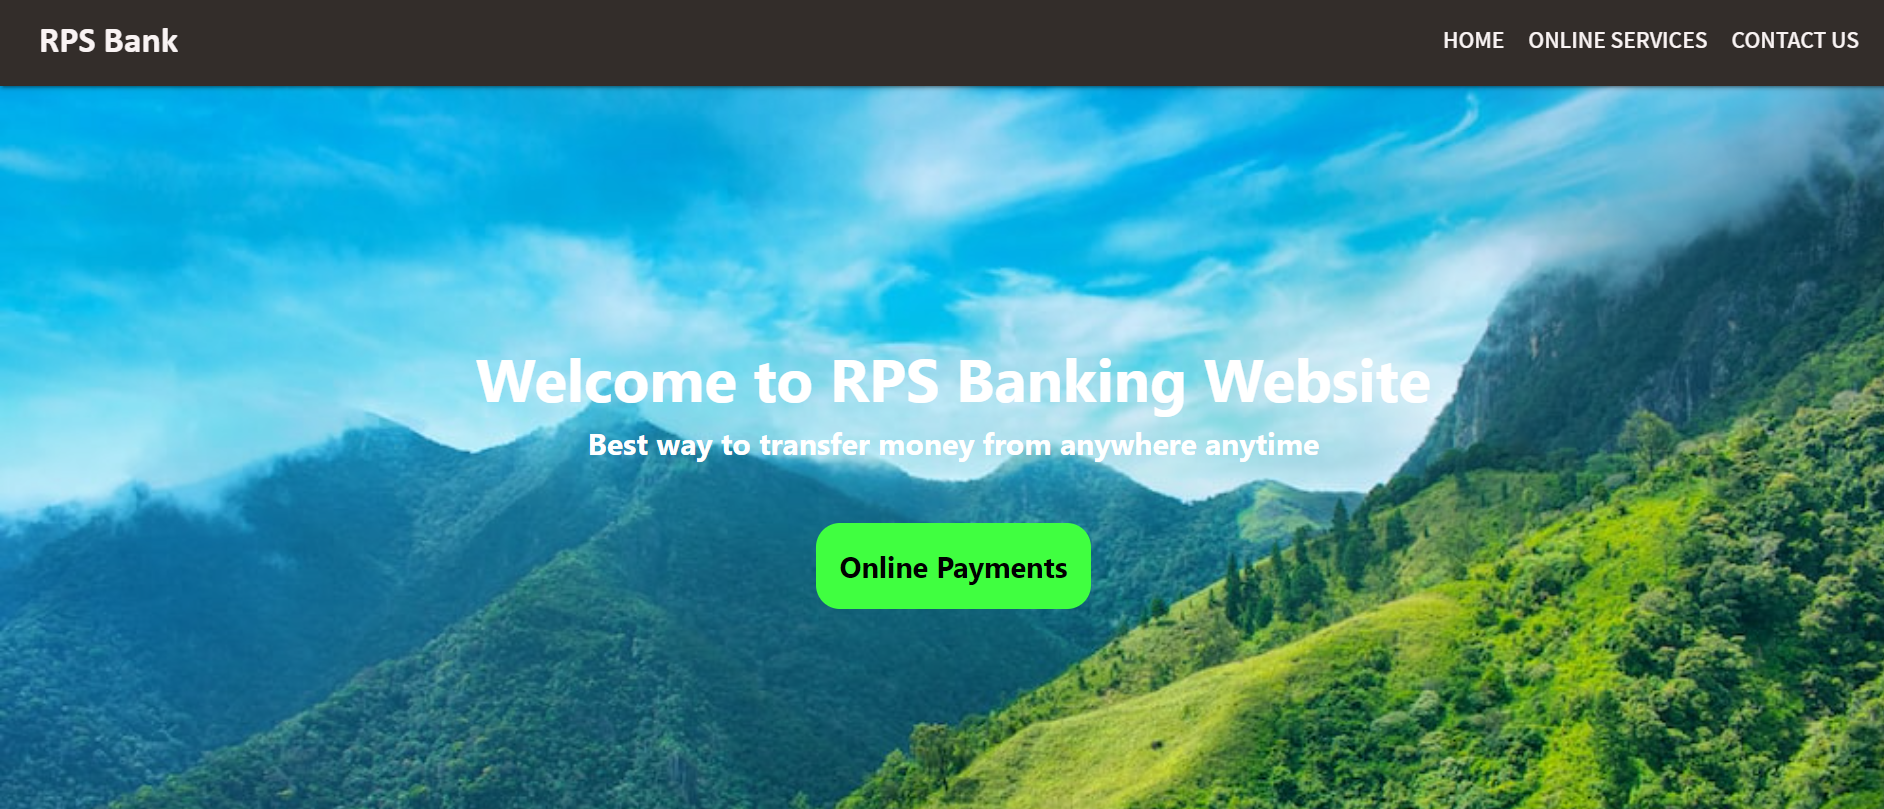 RPS Bank
HOME ONLINE SERVICES CONTACT US
Welcome to RPS Banking Website
Best way to transfer money from anywhere anytime
Online Payments